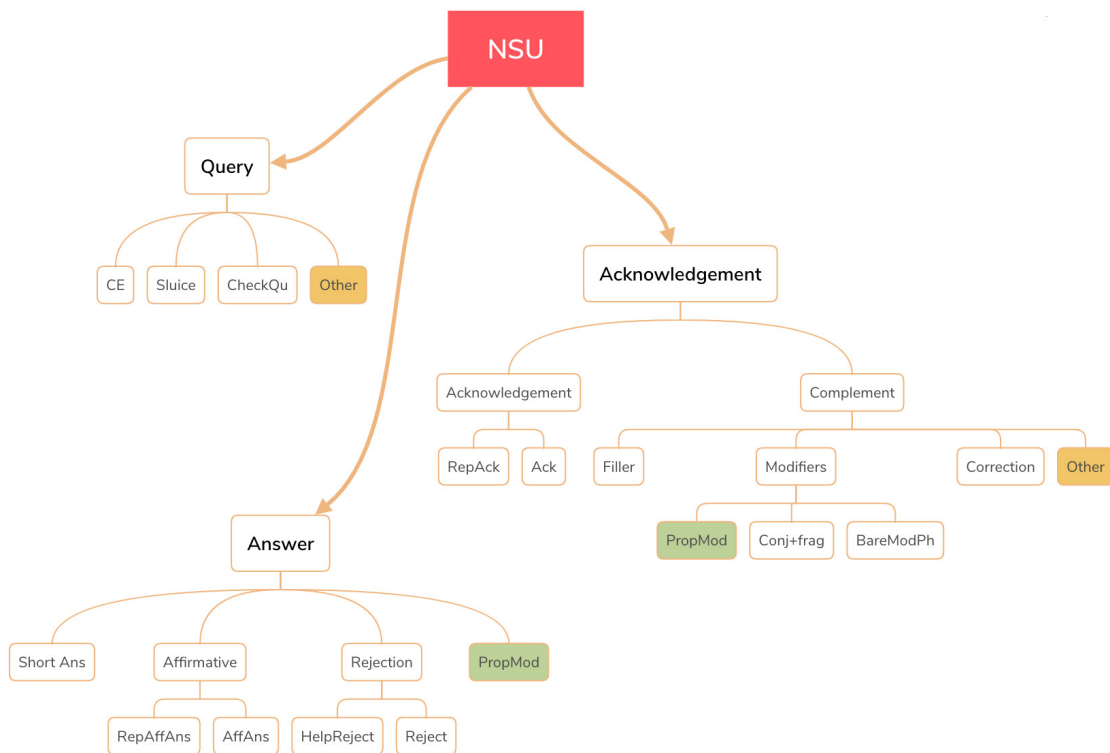 NSU
Query
CE
Sluice
CheckQu
Other
Acknowledgement
Acknowledgement
Complement
RepAck
Ack
Filler
Modifiers
Correction
Other
PropMod
Conj+frag
BareModPh
Answer
Short Ans
Affirmative
Rejection
PropMod
RepAffAns
AffAns
HelpReject
Reject